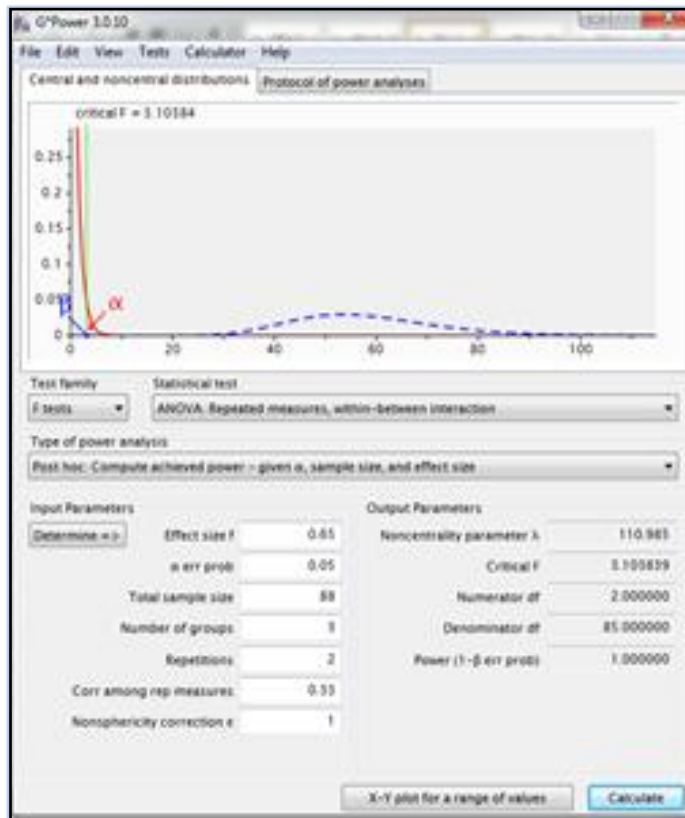 G*Power 3.0.10
File Edit View Tests Calculator Help
Central and noncentral distributions Protocol of power analyses
critical F = 3.10384
0.25
0.2
0.15
0.1
0.05
0
β α
0 20 40 60 80 100
Test family Statistical test
F tests ANOVA: Repeated measures, within-between interaction
Type of power analysis
Post hoc: Compute achieved power - given α, sample size, and effect size
Input Parameters Output Parameters
Determine => Effect size f 0.65 Noncentrality parameter λ 110.985
α err prob 0.05 Critical F 3.103839
Total sample size 88 Numerator df 2.000000
Number of groups 3 Denominator df 85.000000
Repetitions 2 Power (1-β err prob) 1.000000
Corr among rep measures 0.33
Nonsphericity correction ε 1
X-Y plot for a range of values Calculate